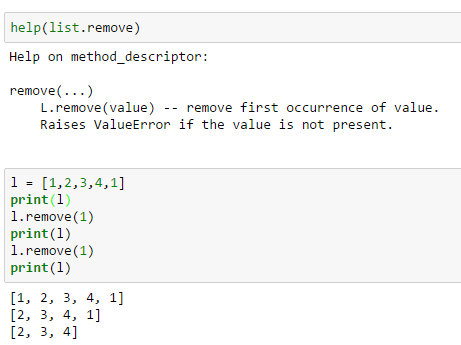 help(list.remove)
Help on method_descriptor:
remove(...)
    L.remove(value) -- remove first occurrence of value.
    Raises ValueError if the value is not present.
l = [1,2,3,4,1]
print(l)
l.remove(1)
print(l)
l.remove(1)
print(l)
[1, 2, 3, 4, 1]
[2, 3, 4, 1]
[2, 3, 4]